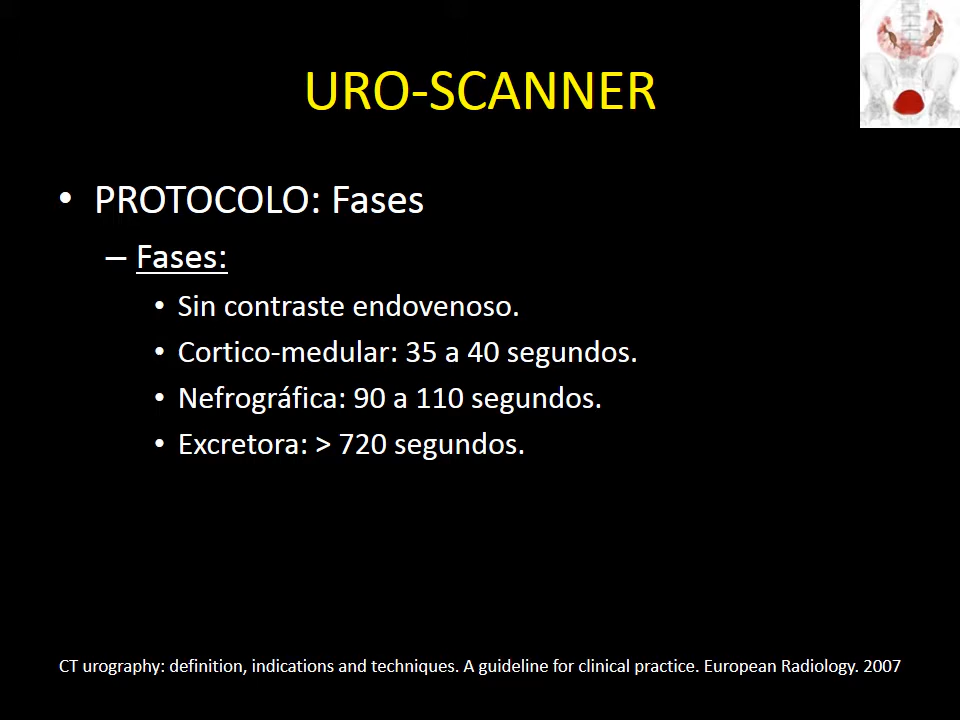 URO-SCANNER
• PROTOCOLO: Fases
– Fases:
• Sin contraste endovenoso.
• Cortico-medular: 35 a 40 segundos.
• Nefrográfica: 90 a 110 segundos.
• Excretora: > 720 segundos.
CT urography: definition, indications and techniques. A guideline for clinical practice. European Radiology. 2007